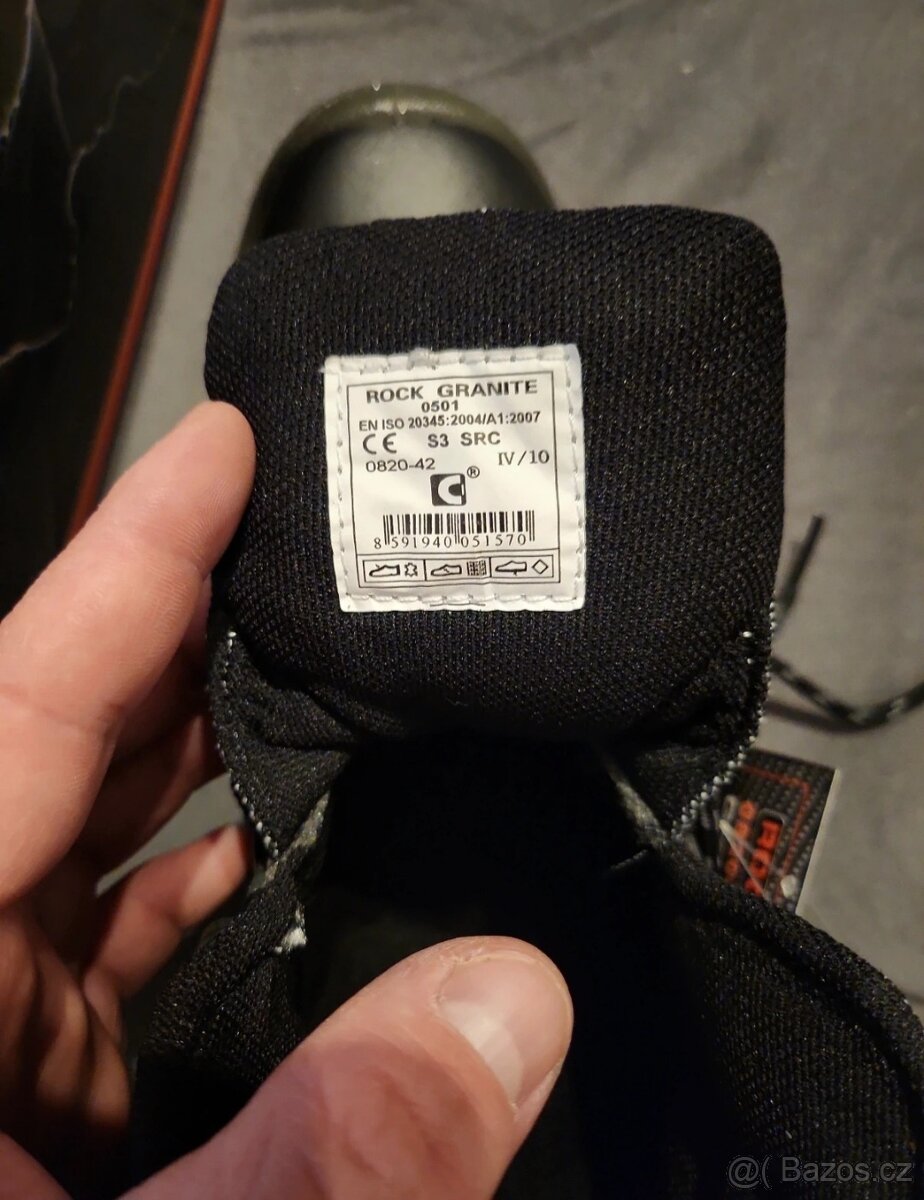 ROCK GRANITE
0501
EN ISO 20345:2004/A1:2007
CE S3 SRC
0820-42 IV/10
®
8 591940 051570
@( Bazos.cz